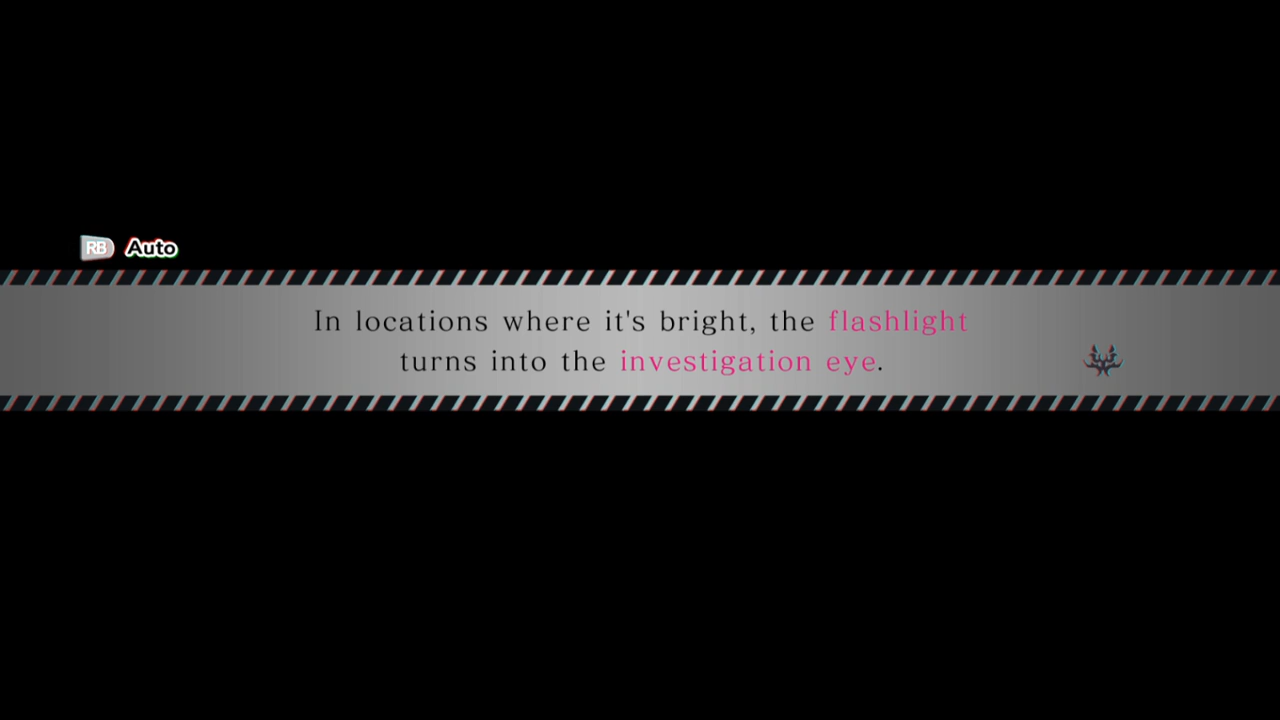 RB Auto
In locations where it's bright, the flashlight
turns into the investigation eye.